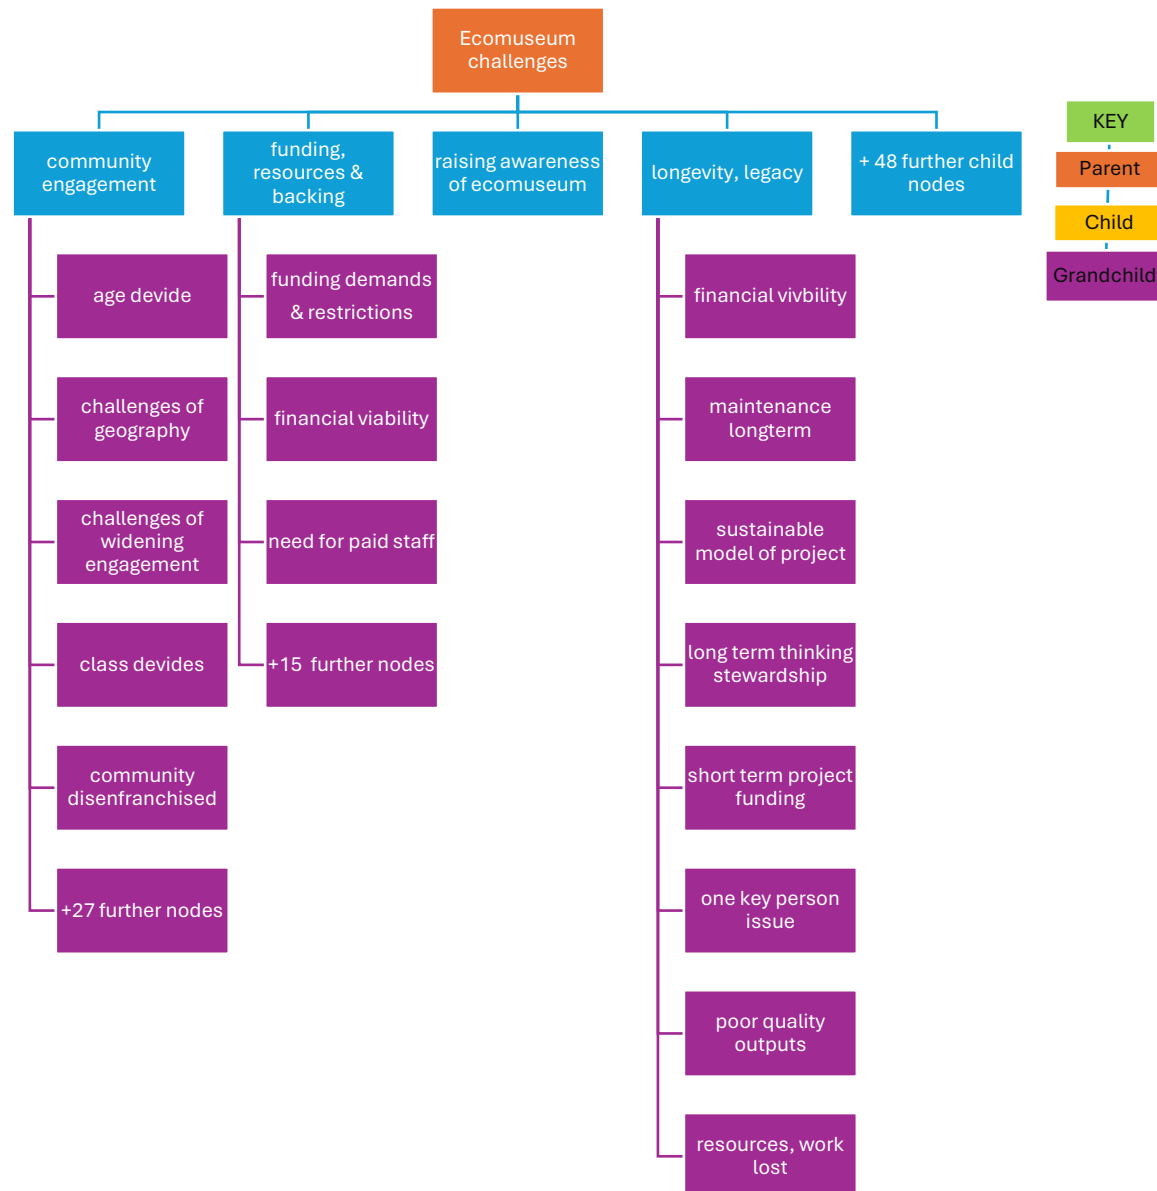 Ecomuseum
challenges
community
engagement
funding,
resources &
backing
raising awareness
of ecomuseum
longevity, legacy
+ 48 further child
nodes
KEY
Parent
Child
Grandchild
age devide
challenges of
geography
challenges of
widening
engagement
class devides
community
disenfranchised
+27 further nodes
funding demands
& restrictions
financial viability
need for paid staff
+15 further nodes
financial vivbility
maintenance
longterm
sustainable
model of project
long term thinking
stewardship
short term project
funding
one key person
issue
poor quality
outputs
resources, work
lost